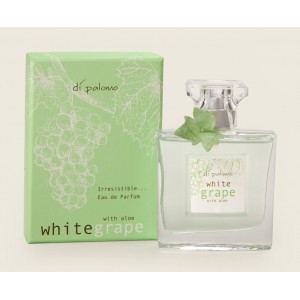 di palomo
Irresistible...
Eau de Parfum
with aloe
whitegrape
di palomo
white
grape
with aloe